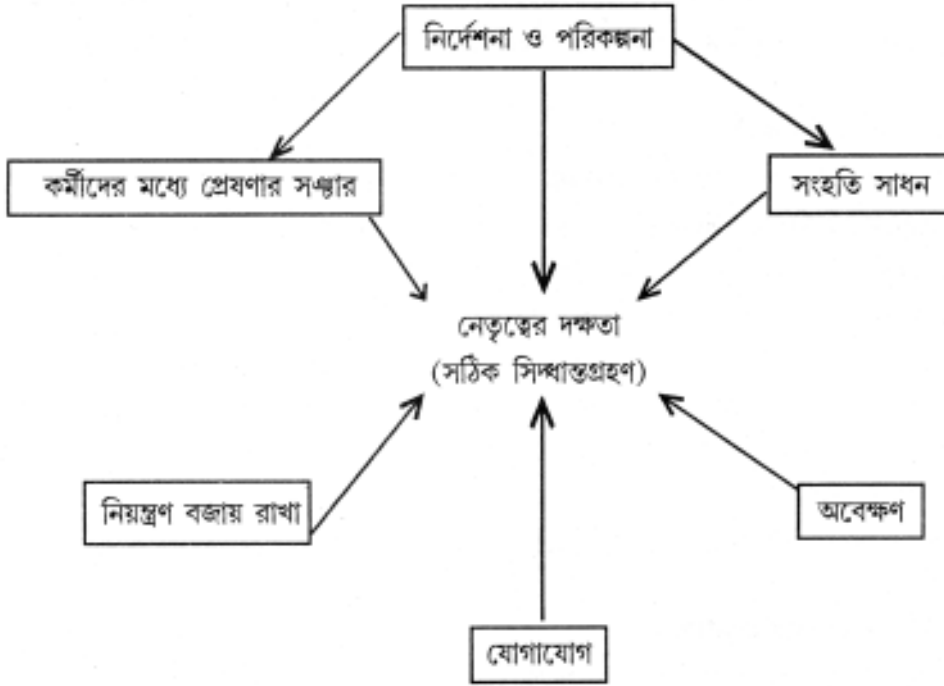 নির্দেশনা ও পরিকল্পনা
কর্মীদের মধ্যে প্রেষণার সঞ্চার
সংহতি সাধন
নেতৃত্বের দক্ষতা
(সঠিক সিদ্ধান্তগ্রহণ)
নিয়ন্ত্রণ বজায় রাখা
অবেক্ষণ
যোগাযোগ